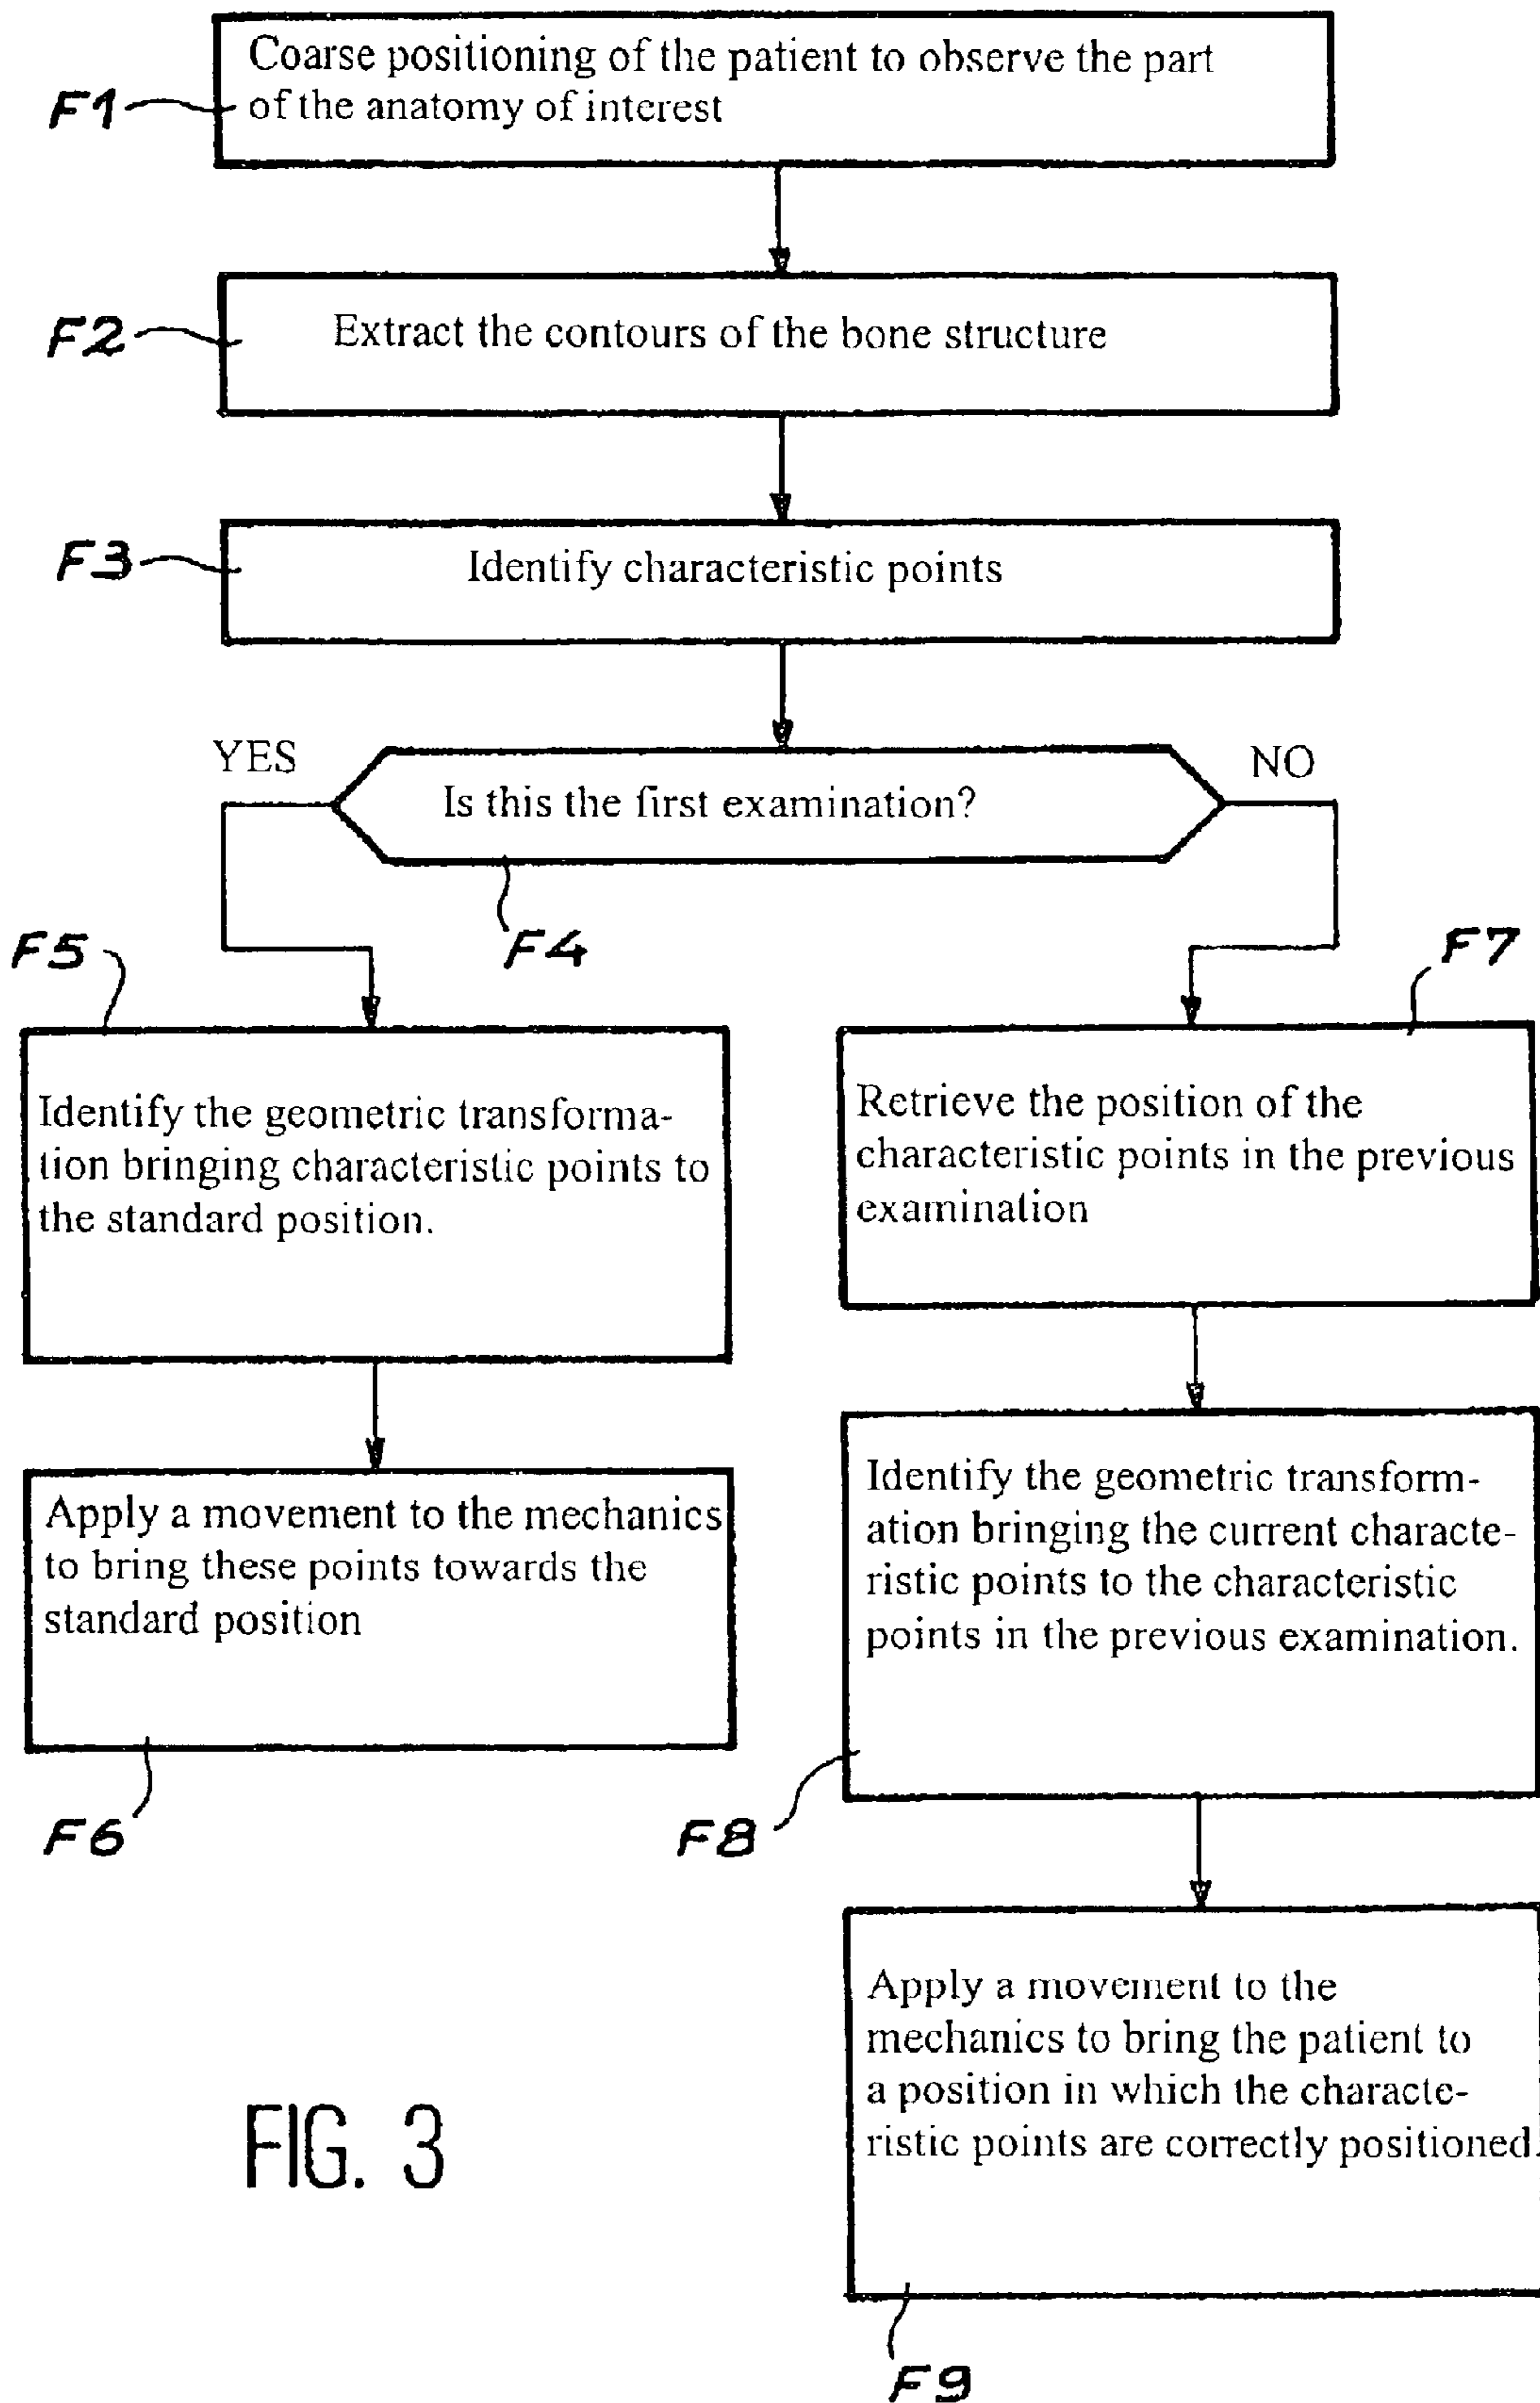 Coarse positioning of the patient to observe the part
F1
of the anatomy of interest
F2
Extract the contours of the bone structure
F3
Identify characteristic points
YES
NO
Is this the first examination?
F4
F5
F7
Identify the geometric transforma-
tion bringing characteristic points to
the standard position.
Retrieve the position of the
characteristic points in the previous
examination
Apply a movement to the mechanics
to bring these points towards the
standard position
F6
Identify the geometric transform-
ation bringing the current characte-
ristic points to the characteristic
points in the previous examination.
F8
Apply a movement to the
mechanics to bring the patient to
a position in which the characte-
ristic points are correctly positioned.
F9
FIG. 3